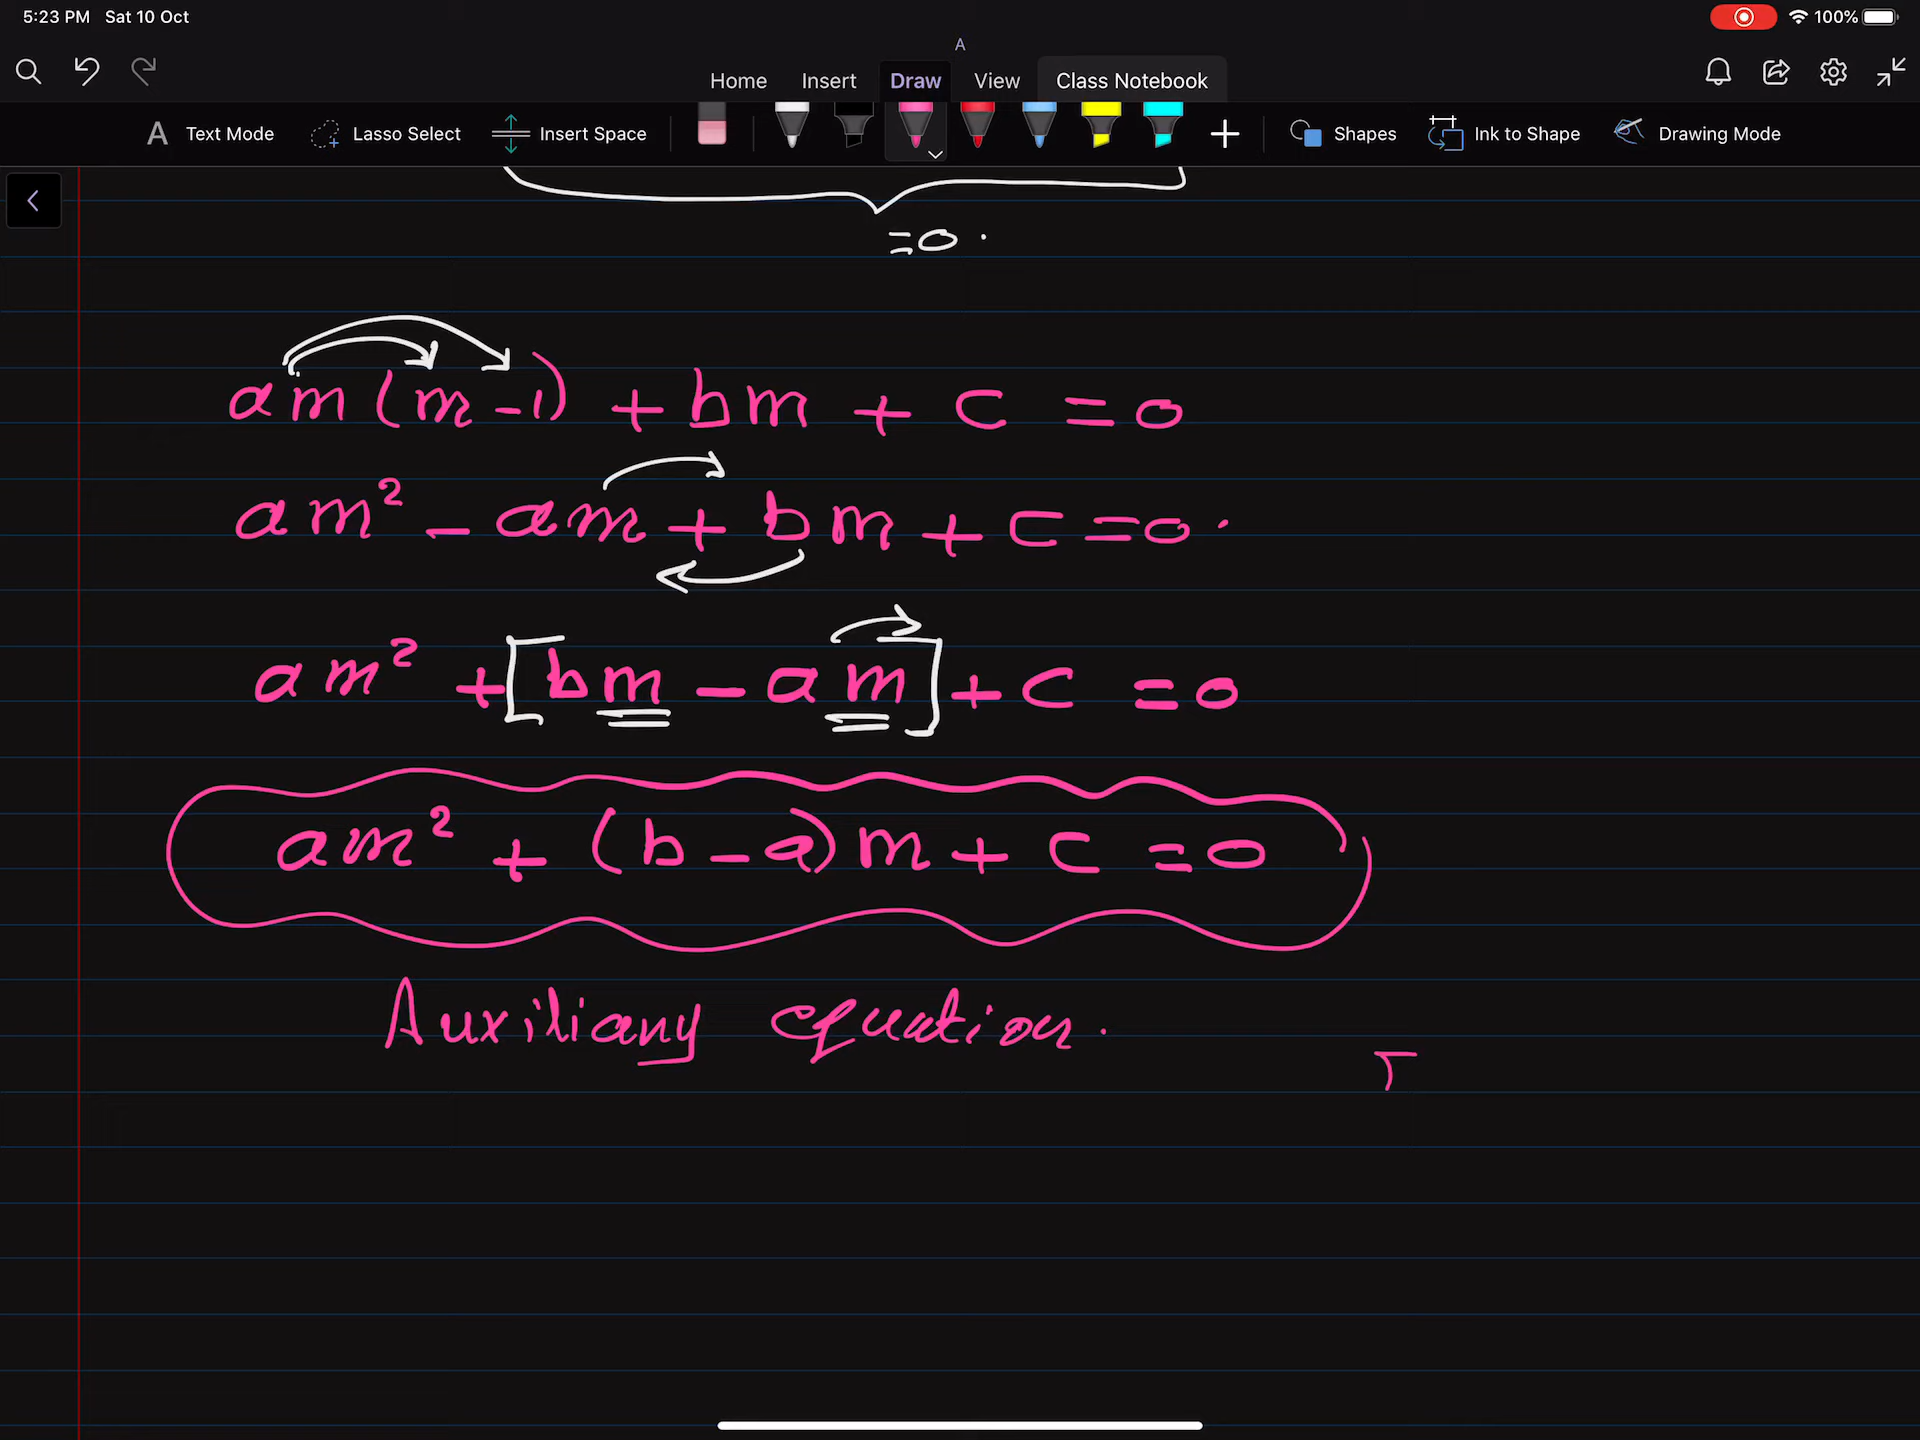 5:23 PM Sat 10 Oct 100%
A
Home Insert Draw View Class Notebook
A Text Mode Lasso Select Insert Space Shapes Ink to Shape Drawing Mode
=0.
am(m-1) + bm + c = 0
am² - am + bm + c = 0.
am² + [bm - am] + c = 0
am² + (b-a)m + c = 0
Auxiliary equation.